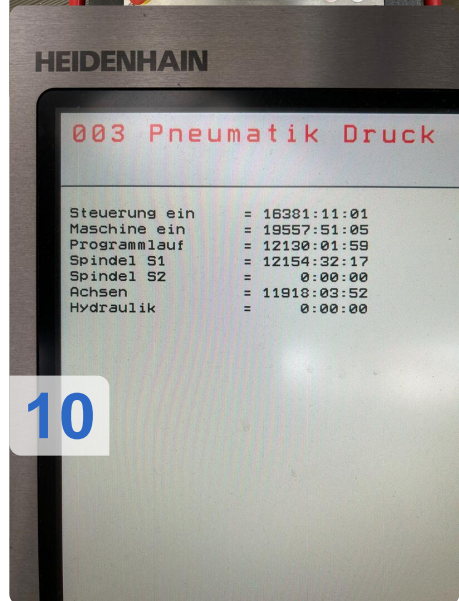 HEIDENHAIN
003 Pneumatik Druck
Steuerung ein = 16381:11:01
Maschine ein = 19557:51:05
Programmlauf = 12130:01:59
Spindel S1 = 12154:32:17
Spindel S2 = 0:00:00
Achsen = 11918:03:52
Hydraulik = 0:00:00
10